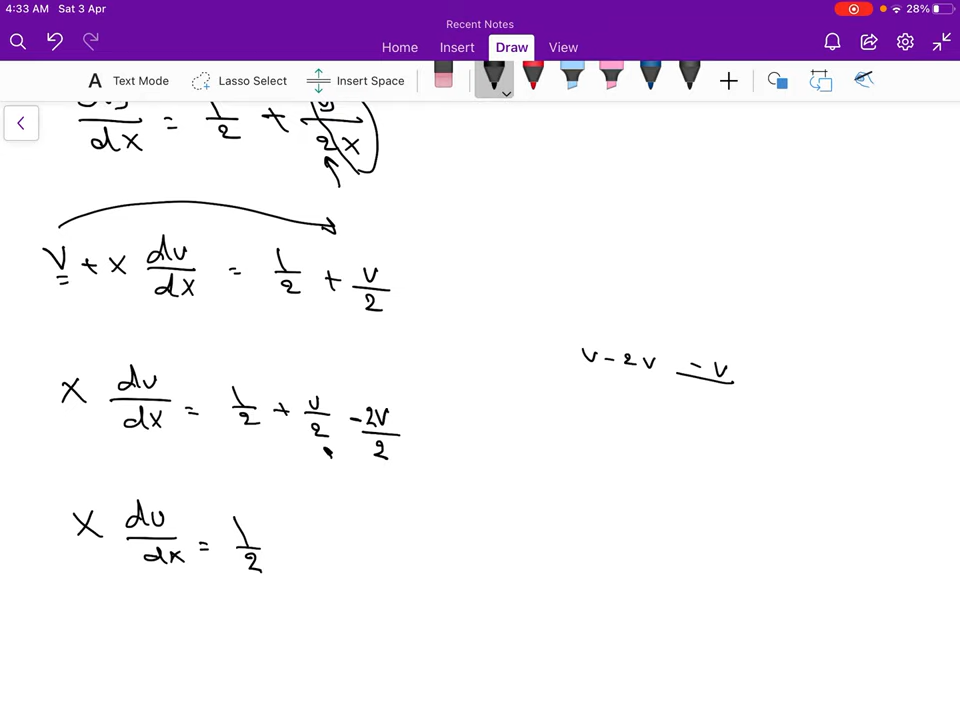 4:33 AM Sat 3 Apr 28%
Recent Notes
Home Insert Draw View
A Text Mode Lasso Select Insert Space
dx = 1/2 + y/2x
v + x dv/dx = 1/2 + v/2
x dv/dx = 1/2 + v/2 - 2v/2
v - 2v - v
x dv/dx = 1/2